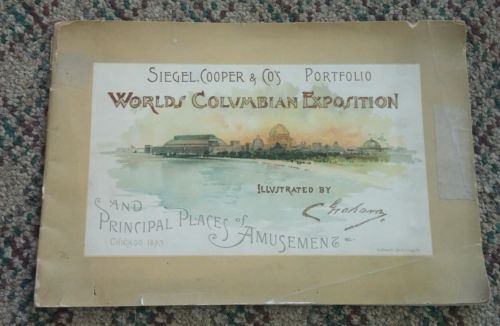 SIEGEL, COOPER & CO'S PORTFOLIO
WORLDS COLUMBIAN EXPOSITION
ILLUSTRATED BY
C Graham
AND
PRINCIPAL PLACES of AMUSEMENT
CHICAGO 1893